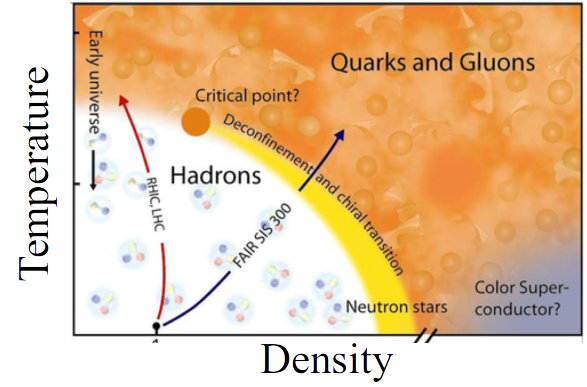 Temperature
Early universe
Quarks and Gluons
Critical point?
Deconfinement and chiral transition
Hadrons
RHIC, LHC
FAIR SIS 300
Color Super-
conductor?
Neutron stars
1
Density